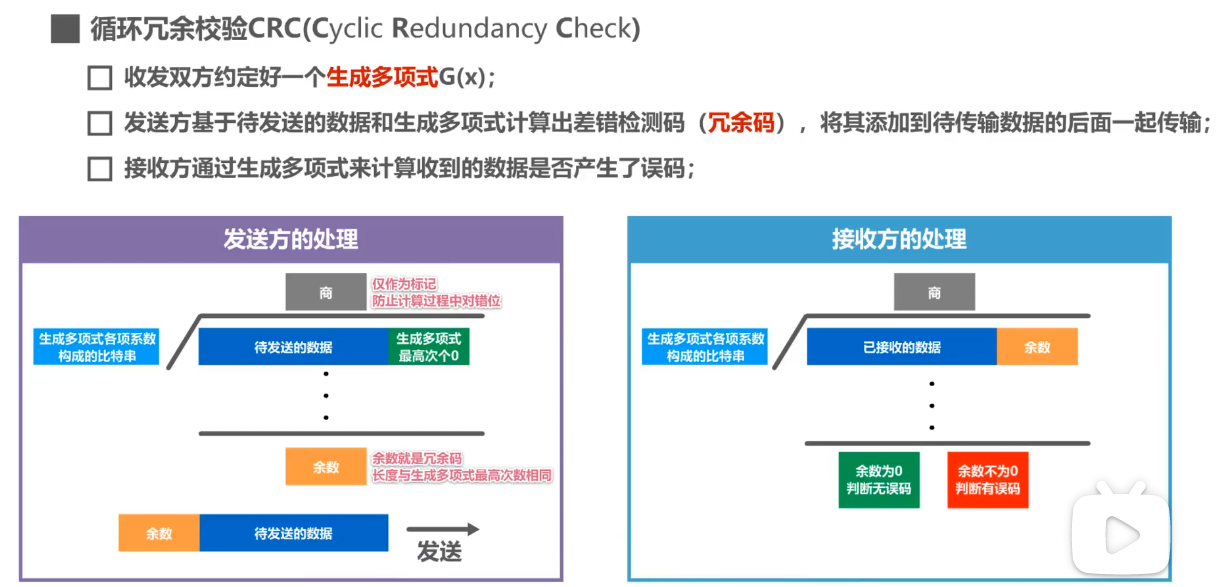 循环冗余校验CRC(Cyclic Redundancy Check)
收发双方约定好一个生成多项式G(x);
发送方基于待发送的数据和生成多项式计算出差错检测码（冗余码），将其添加到待传输数据的后面一起传输;
接收方通过生成多项式来计算收到的数据是否产生了误码;
发送方的处理
商
仅作为标记
防止计算过程中对错位
生成多项式各项系数
构成的比特串
待发送的数据
生成多项式
最高次个0
余数
余数就是冗余码
长度与生成多项式最高次数相同
余数
待发送的数据
发送
接收方的处理
商
生成多项式各项系数
构成的比特串
已接收的数据
余数
余数为0
判断无误码
余数不为0
判断有误码